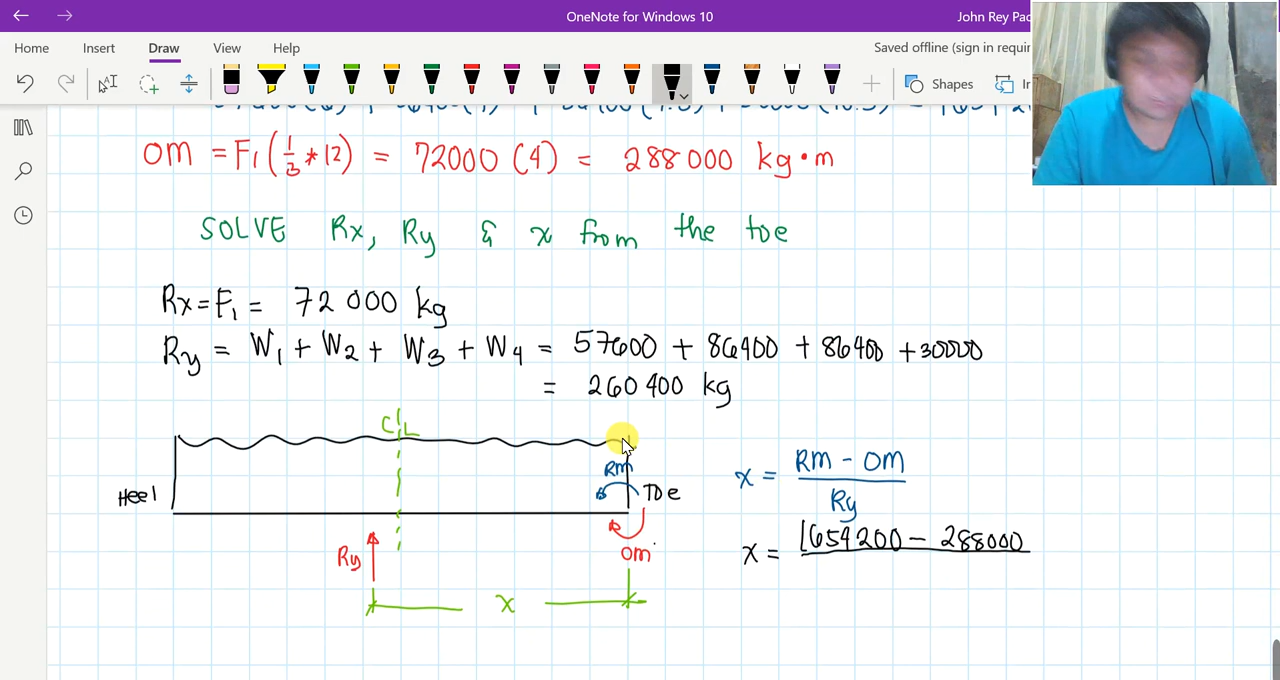 OneNote for Windows 10
John Rey Pac
Home Insert Draw View Help
Saved offline (sign in requir
Shapes
In
OM = F1 ( 1/3 * 12) = 72000 (4) = 288000 kg•m
SOLVE Rx, Ry & x from the toe
Rx = F1 = 72 000 kg
Ry = W1 + W2 + W3 + W4 = 57600 + 86400 + 86400 + 30000
= 260 400 kg
CL
Heel
RM
Toe
Ry
OM
x
x = RM - OM / Ry
x = 1654200 - 288000